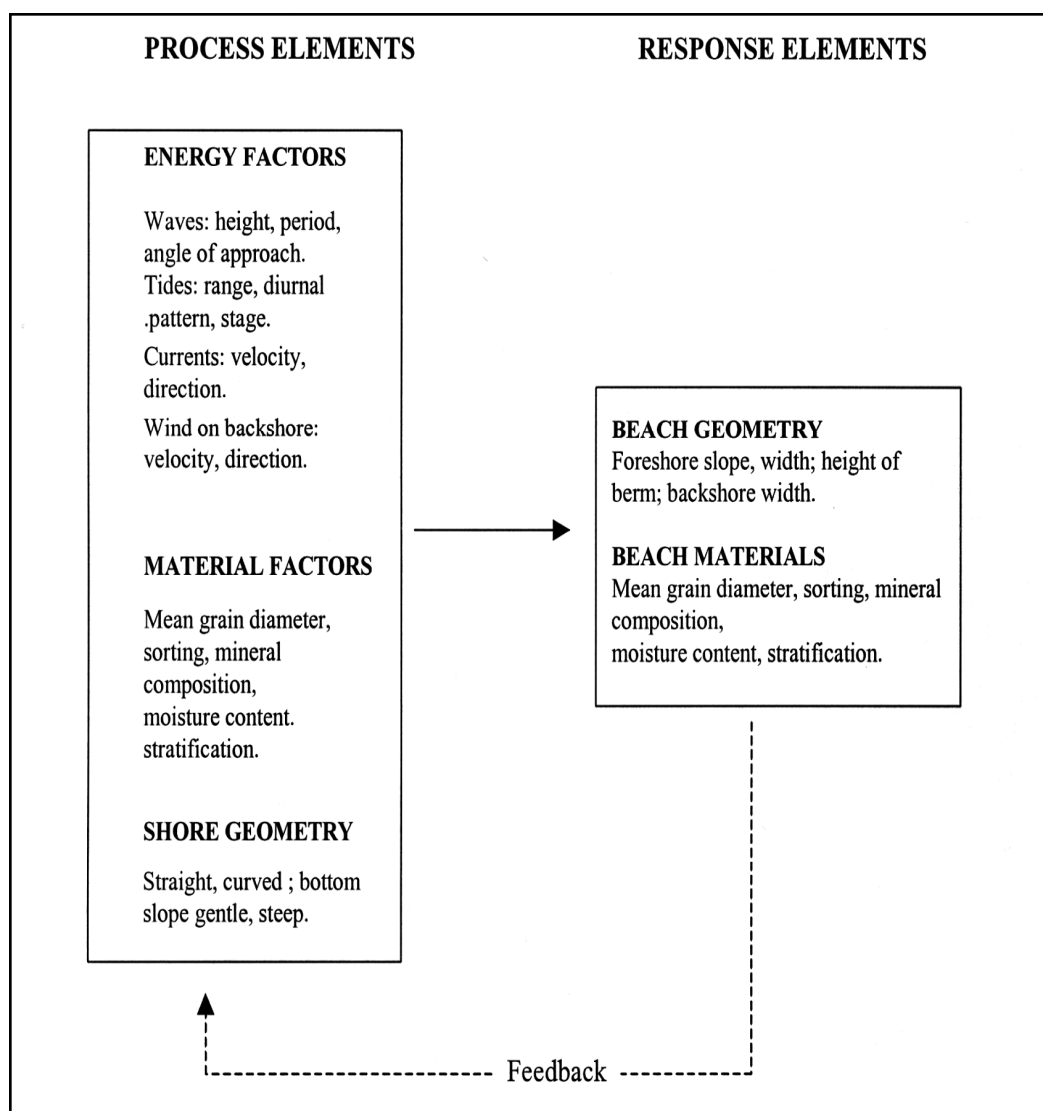 PROCESS ELEMENTS
RESPONSE ELEMENTS
ENERGY FACTORS
Waves: height, period,
angle of approach.
Tides: range, diurnal
.pattern, stage.
Currents: velocity,
direction.
Wind on backshore:
velocity, direction.
MATERIAL FACTORS
Mean grain diameter,
sorting, mineral
composition,
moisture content.
stratification.
SHORE GEOMETRY
Straight, curved ; bottom
slope gentle, steep.
BEACH GEOMETRY
Foreshore slope, width; height of
berm; backshore width.
BEACH MATERIALS
Mean grain diameter, sorting, mineral
composition,
moisture content, stratification.
Feedback